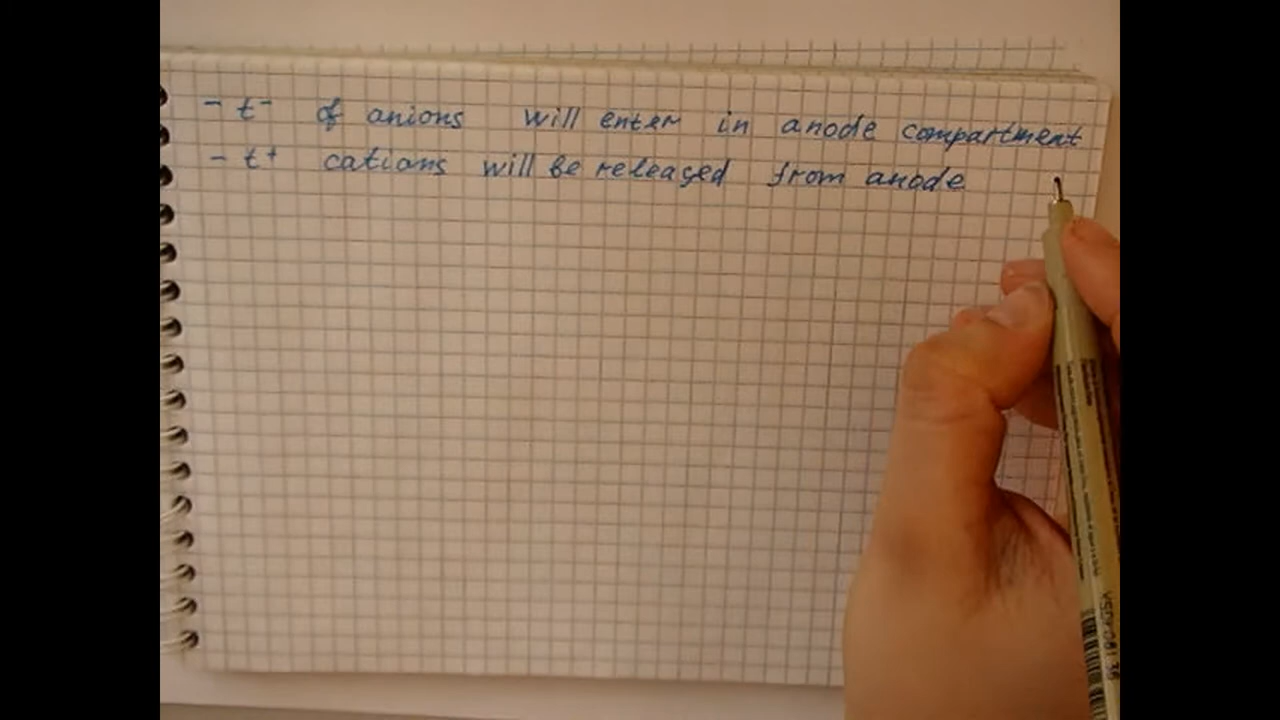 - t⁻ of anions will enter in anode compartment
- t⁺ cations will be released from anode